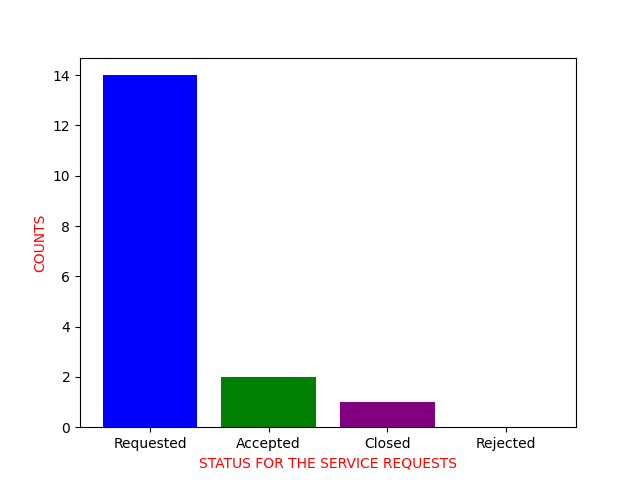 14
12
10
8
6
4
2
0
COUNTS
Requested Accepted Closed Rejected
STATUS FOR THE SERVICE REQUESTS